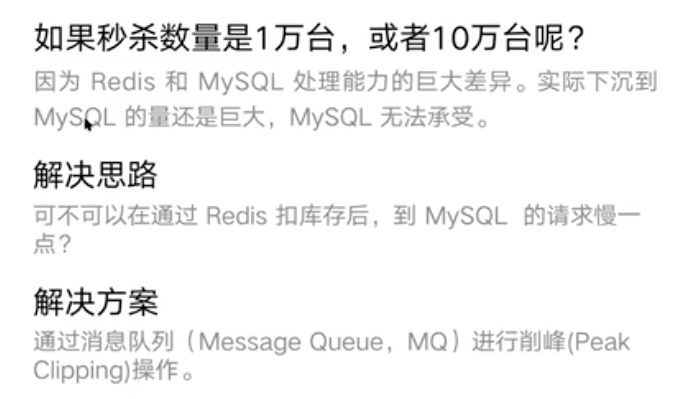 如果秒杀数量是1万台，或者10万台呢？
因为 Redis 和 MySQL 处理能力的巨大差异。实际下沉到
MySQL 的量还是巨大，MySQL 无法承受。
解决思路
可不可以在通过 Redis 扣库存后，到 MySQL 的请求慢一
点？
解决方案
通过消息队列（Message Queue，MQ）进行削峰(Peak
Clipping)操作。